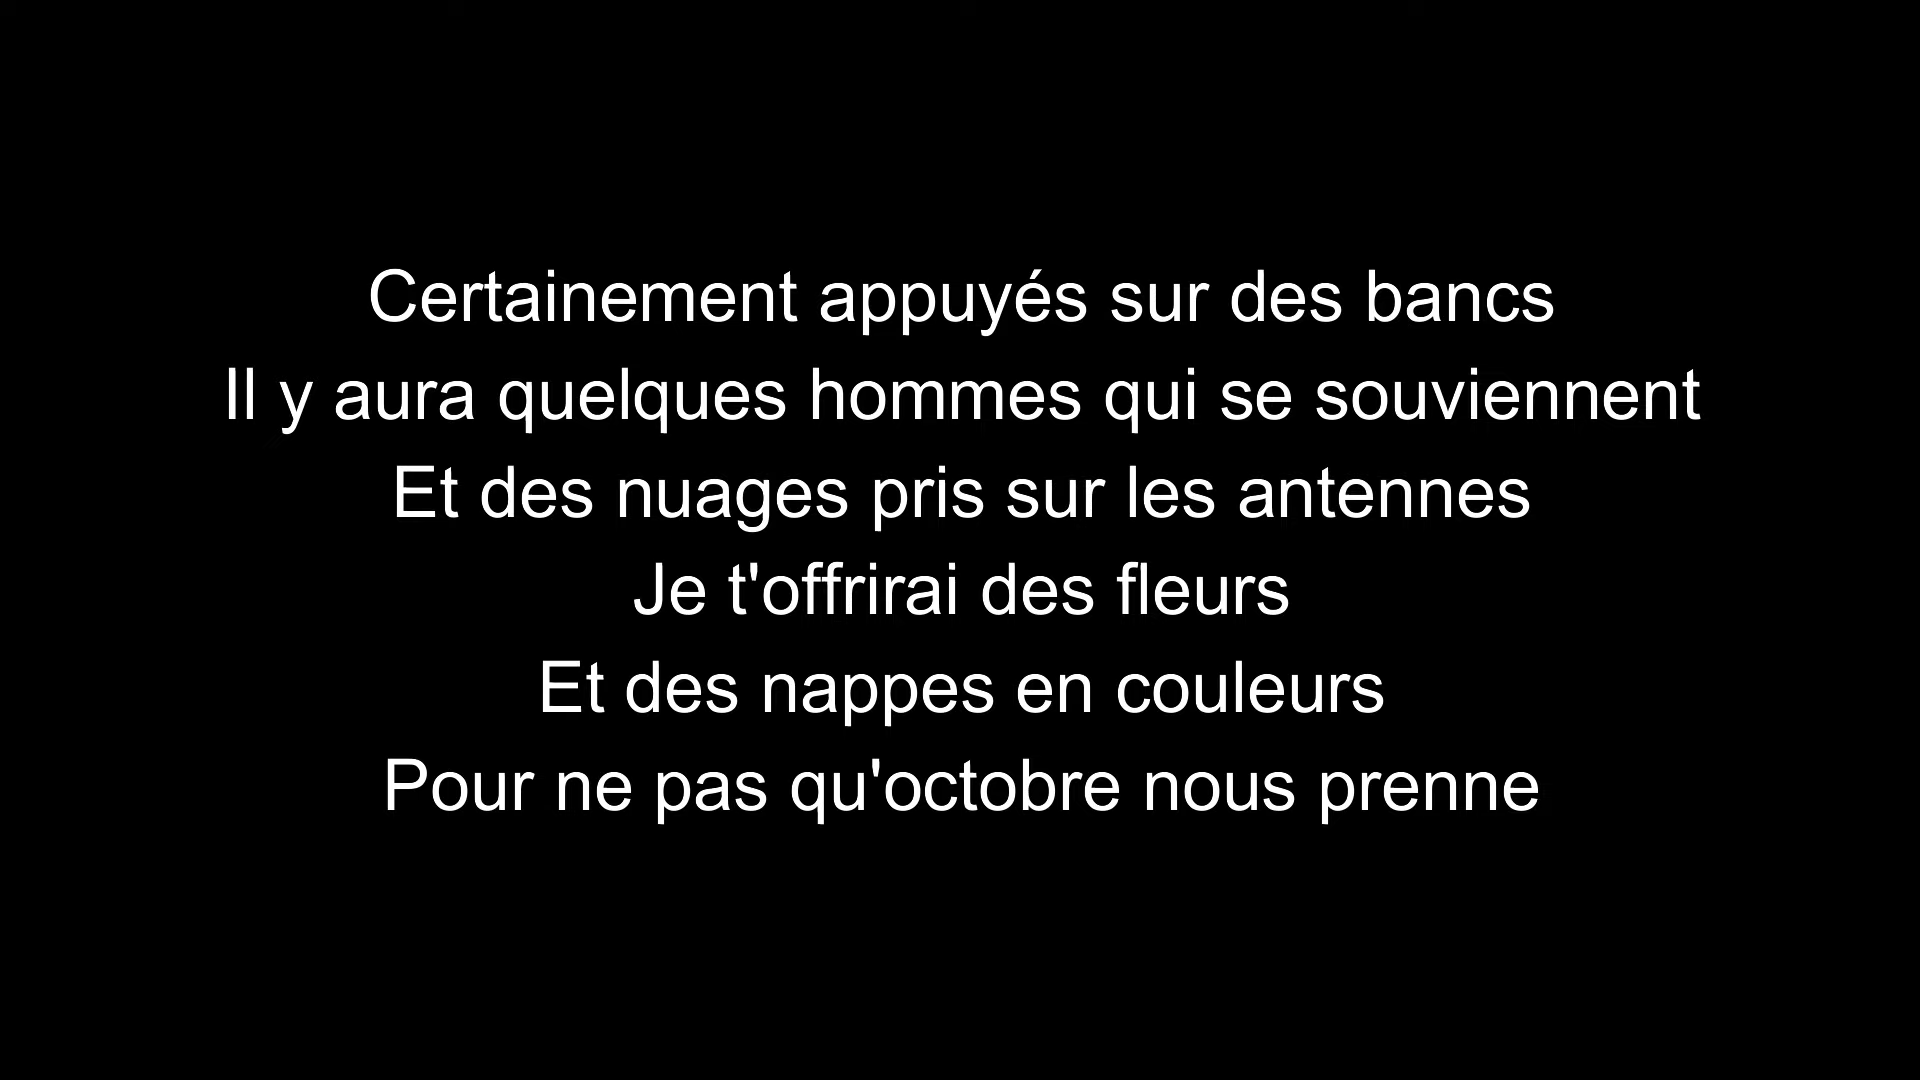 Certainement appuyés sur des bancs
Il y aura quelques hommes qui se souviennent
Et des nuages pris sur les antennes
Je t'offrirai des fleurs
Et des nappes en couleurs
Pour ne pas qu'octobre nous prenne